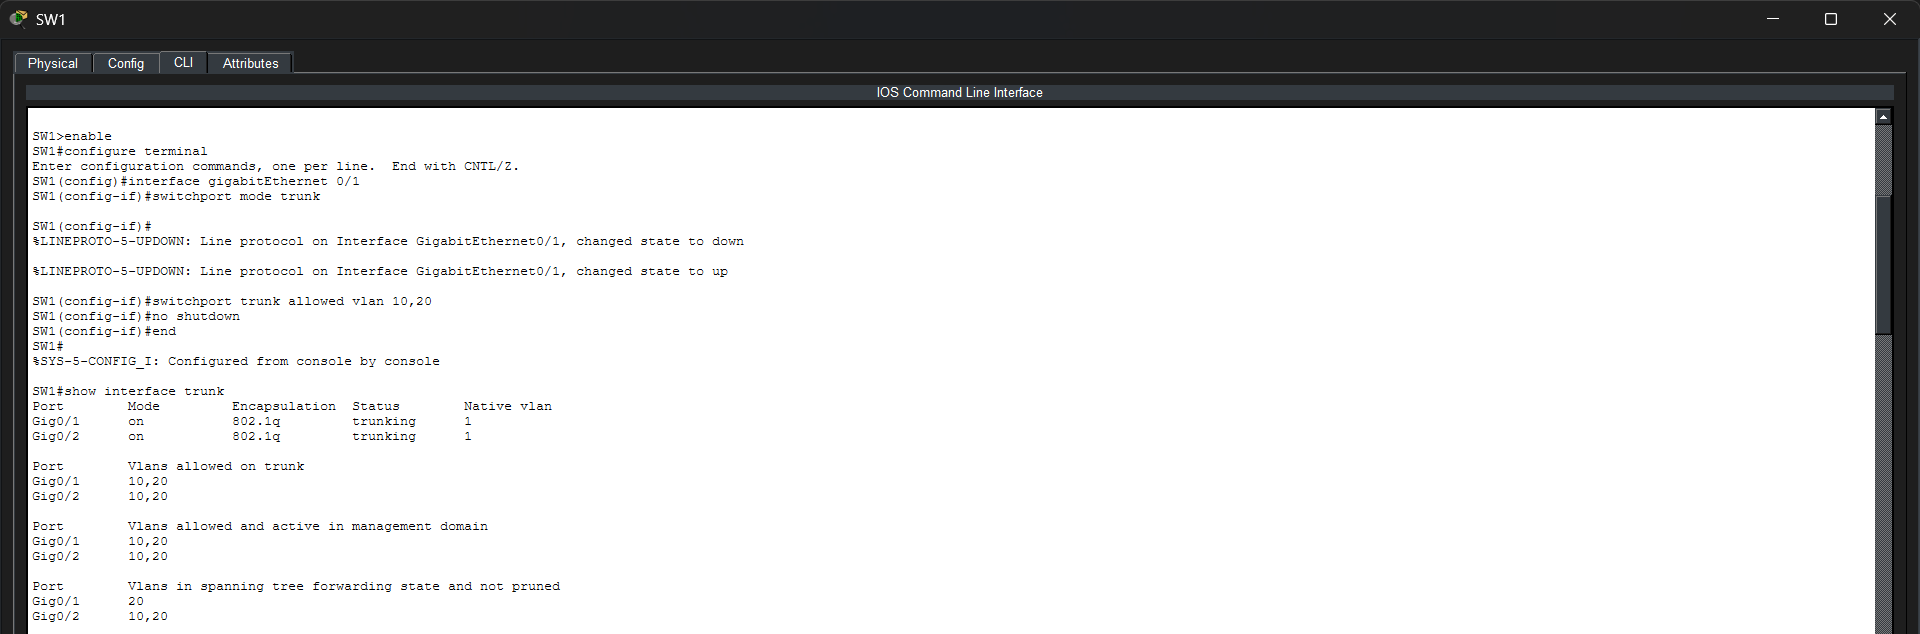 SW1
Physical Config CLI Attributes
IOS Command Line Interface
SW1>enable
SW1#configure terminal
Enter configuration commands, one per line.  End with CNTL/Z.
SW1(config)#interface gigabitEthernet 0/1
SW1(config-if)#switchport mode trunk
SW1(config-if)#
%LINEPROTO-5-UPDOWN: Line protocol on Interface GigabitEthernet0/1, changed state to down
%LINEPROTO-5-UPDOWN: Line protocol on Interface GigabitEthernet0/1, changed state to up
SW1(config-if)#switchport trunk allowed vlan 10,20
SW1(config-if)#no shutdown
SW1(config-if)#end
SW1#
%SYS-5-CONFIG_I: Configured from console by console
SW1#show interface trunk
Port        Mode         Encapsulation  Status        Native vlan
Gig0/1      on           802.1q         trunking      1
Gig0/2      on           802.1q         trunking      1
Port        Vlans allowed on trunk
Gig0/1      10,20
Gig0/2      10,20
Port        Vlans allowed and active in management domain
Gig0/1      10,20
Gig0/2      10,20
Port        Vlans in spanning tree forwarding state and not pruned
Gig0/1      20
Gig0/2      10,20